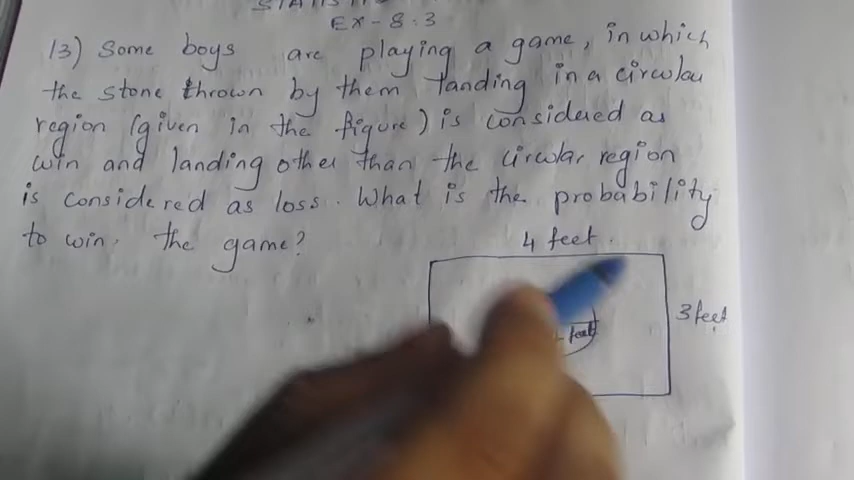 EX - 8.3
13) Some boys are playing a game, in which
the stone thrown by them landing in a circular
region (given in the figure) is considered as
win and landing other than the circular region
is considered as loss. What is the probability
to win the game?
4 feet
3 feet
feet